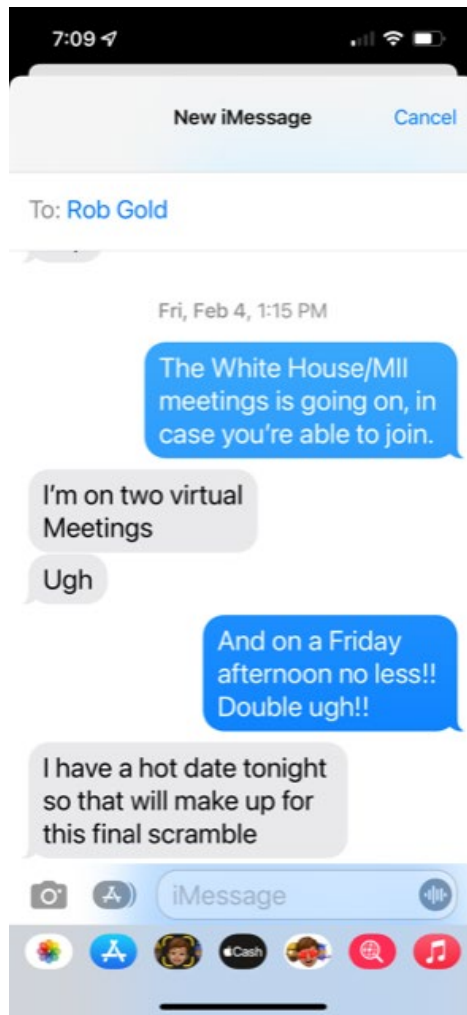 7:09
New iMessage
Cancel
To: Rob Gold
Fri, Feb 4, 1:15 PM
The White House/MII
meetings is going on, in
case you're able to join.
I'm on two virtual
Meetings
Ugh
And on a Friday
afternoon no less!!
Double ugh!!
I have a hot date tonight
so that will make up for
this final scramble
iMessage
Cash